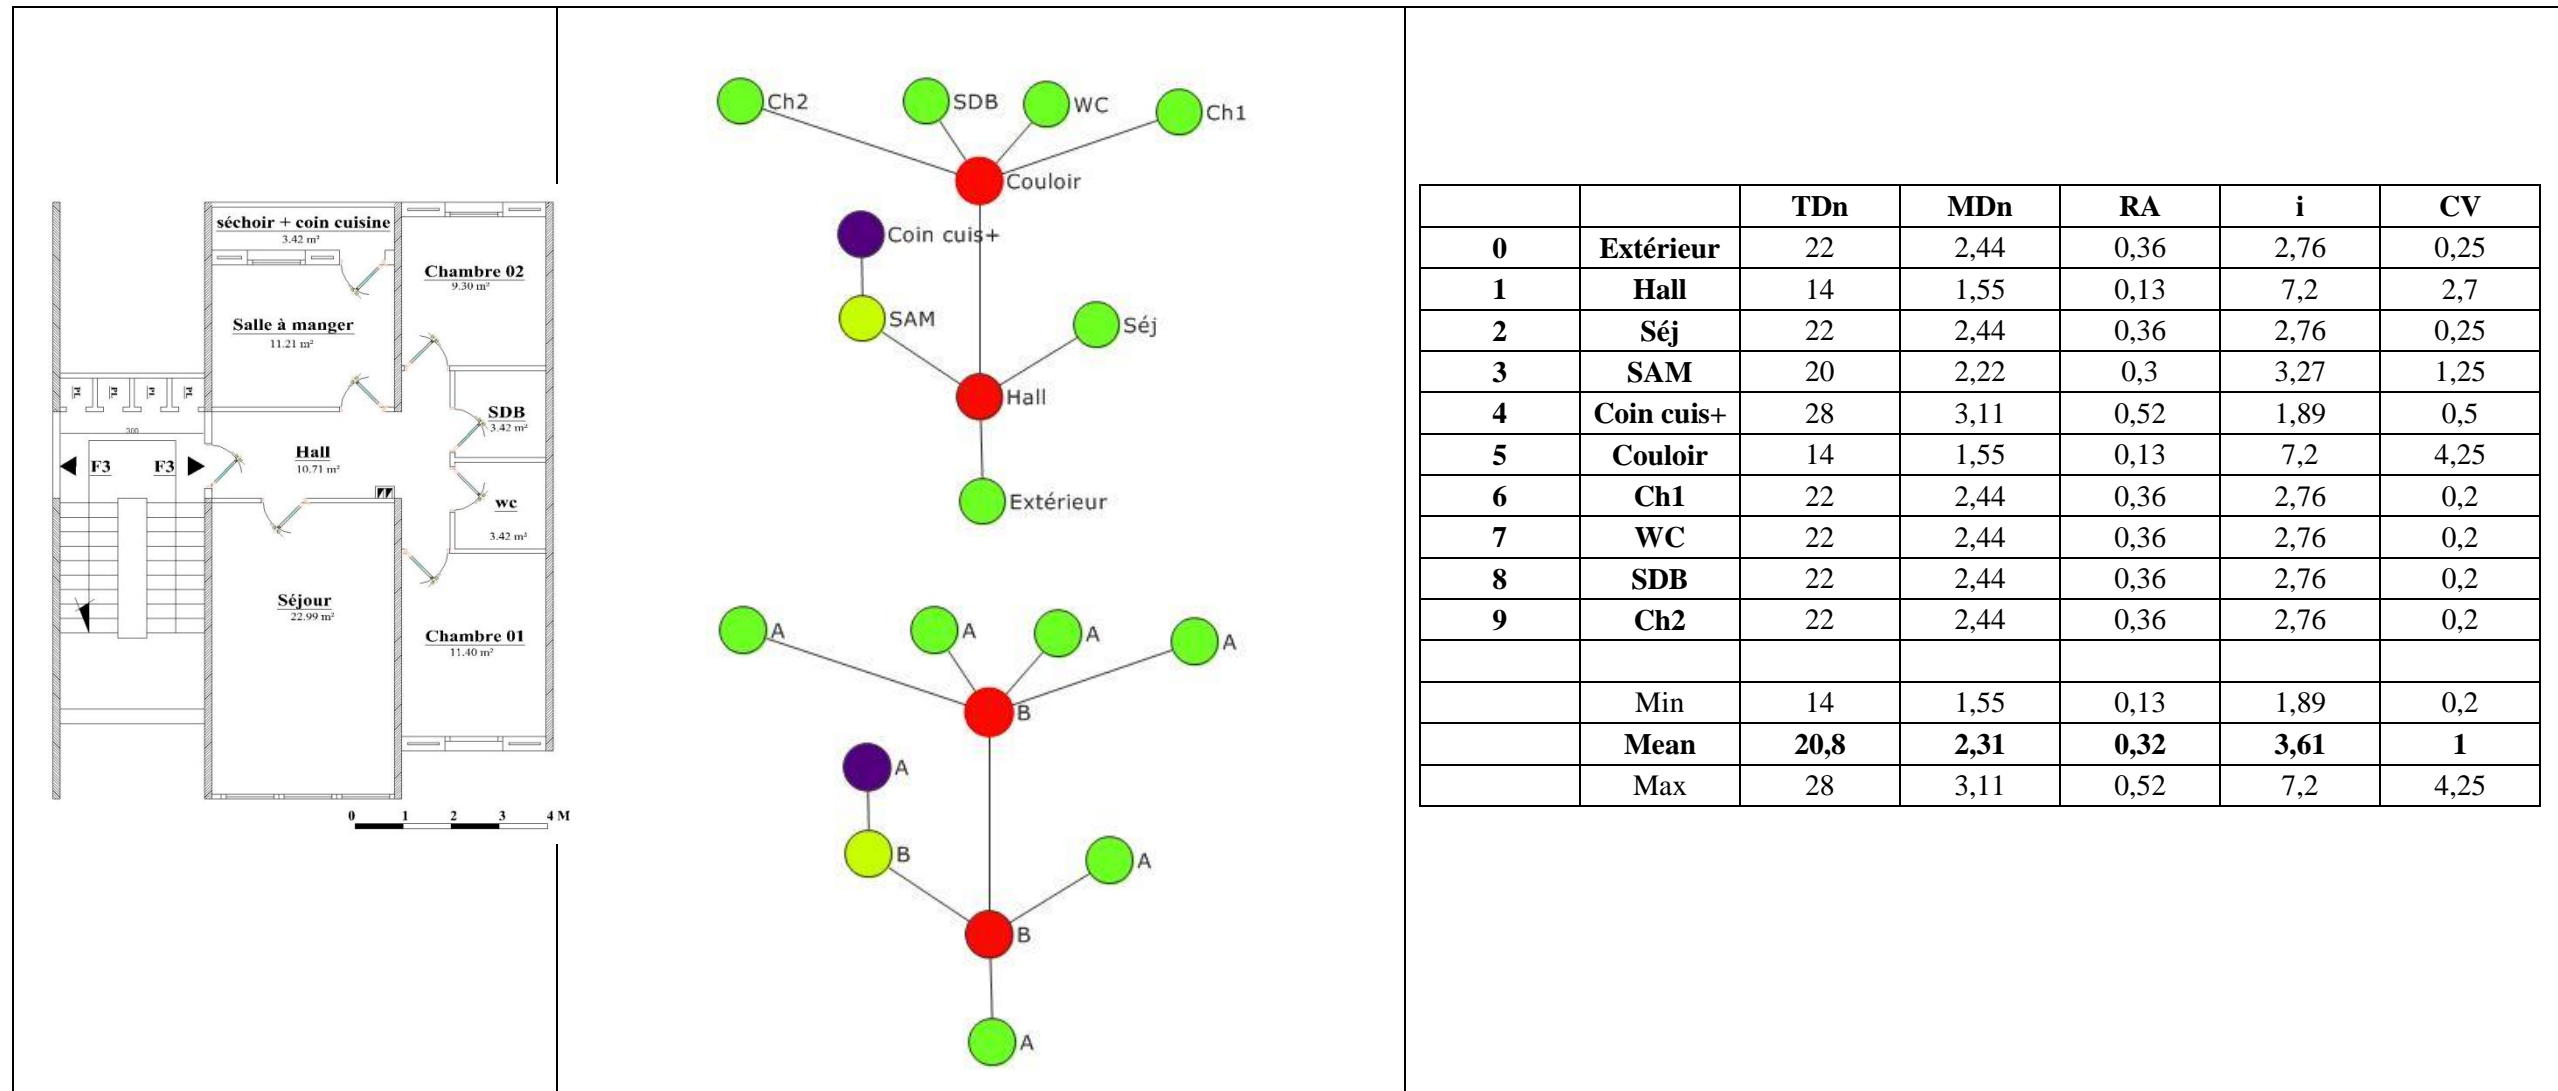 séchoir + coin cuisine
3.42 m²
Chambre 02
9.30 m²
Salle à manger
11.21 m²
PL PL PL PL
300
SDB
3.42 m²
Hall
10.71 m²
F3 F3
wc
3.42 m²
Séjour
22.99 m²
Chambre 01
11.40 m²
0 1 2 3 4 M
Ch2 SDB WC Ch1
Couloir
Coin cuis+
SAM Séj
Hall
Extérieur
A A A A
B
A
B A
B
A
TDn MDn RA i CV
0 Extérieur 22 2,44 0,36 2,76 0,25
1 Hall 14 1,55 0,13 7,2 2,7
2 Séj 22 2,44 0,36 2,76 0,25
3 SAM 20 2,22 0,3 3,27 1,25
4 Coin cuis+ 28 3,11 0,52 1,89 0,5
5 Couloir 14 1,55 0,13 7,2 4,25
6 Ch1 22 2,44 0,36 2,76 0,2
7 WC 22 2,44 0,36 2,76 0,2
8 SDB 22 2,44 0,36 2,76 0,2
9 Ch2 22 2,44 0,36 2,76 0,2
Min 14 1,55 0,13 1,89 0,2
Mean 20,8 2,31 0,32 3,61 1
Max 28 3,11 0,52 7,2 4,25